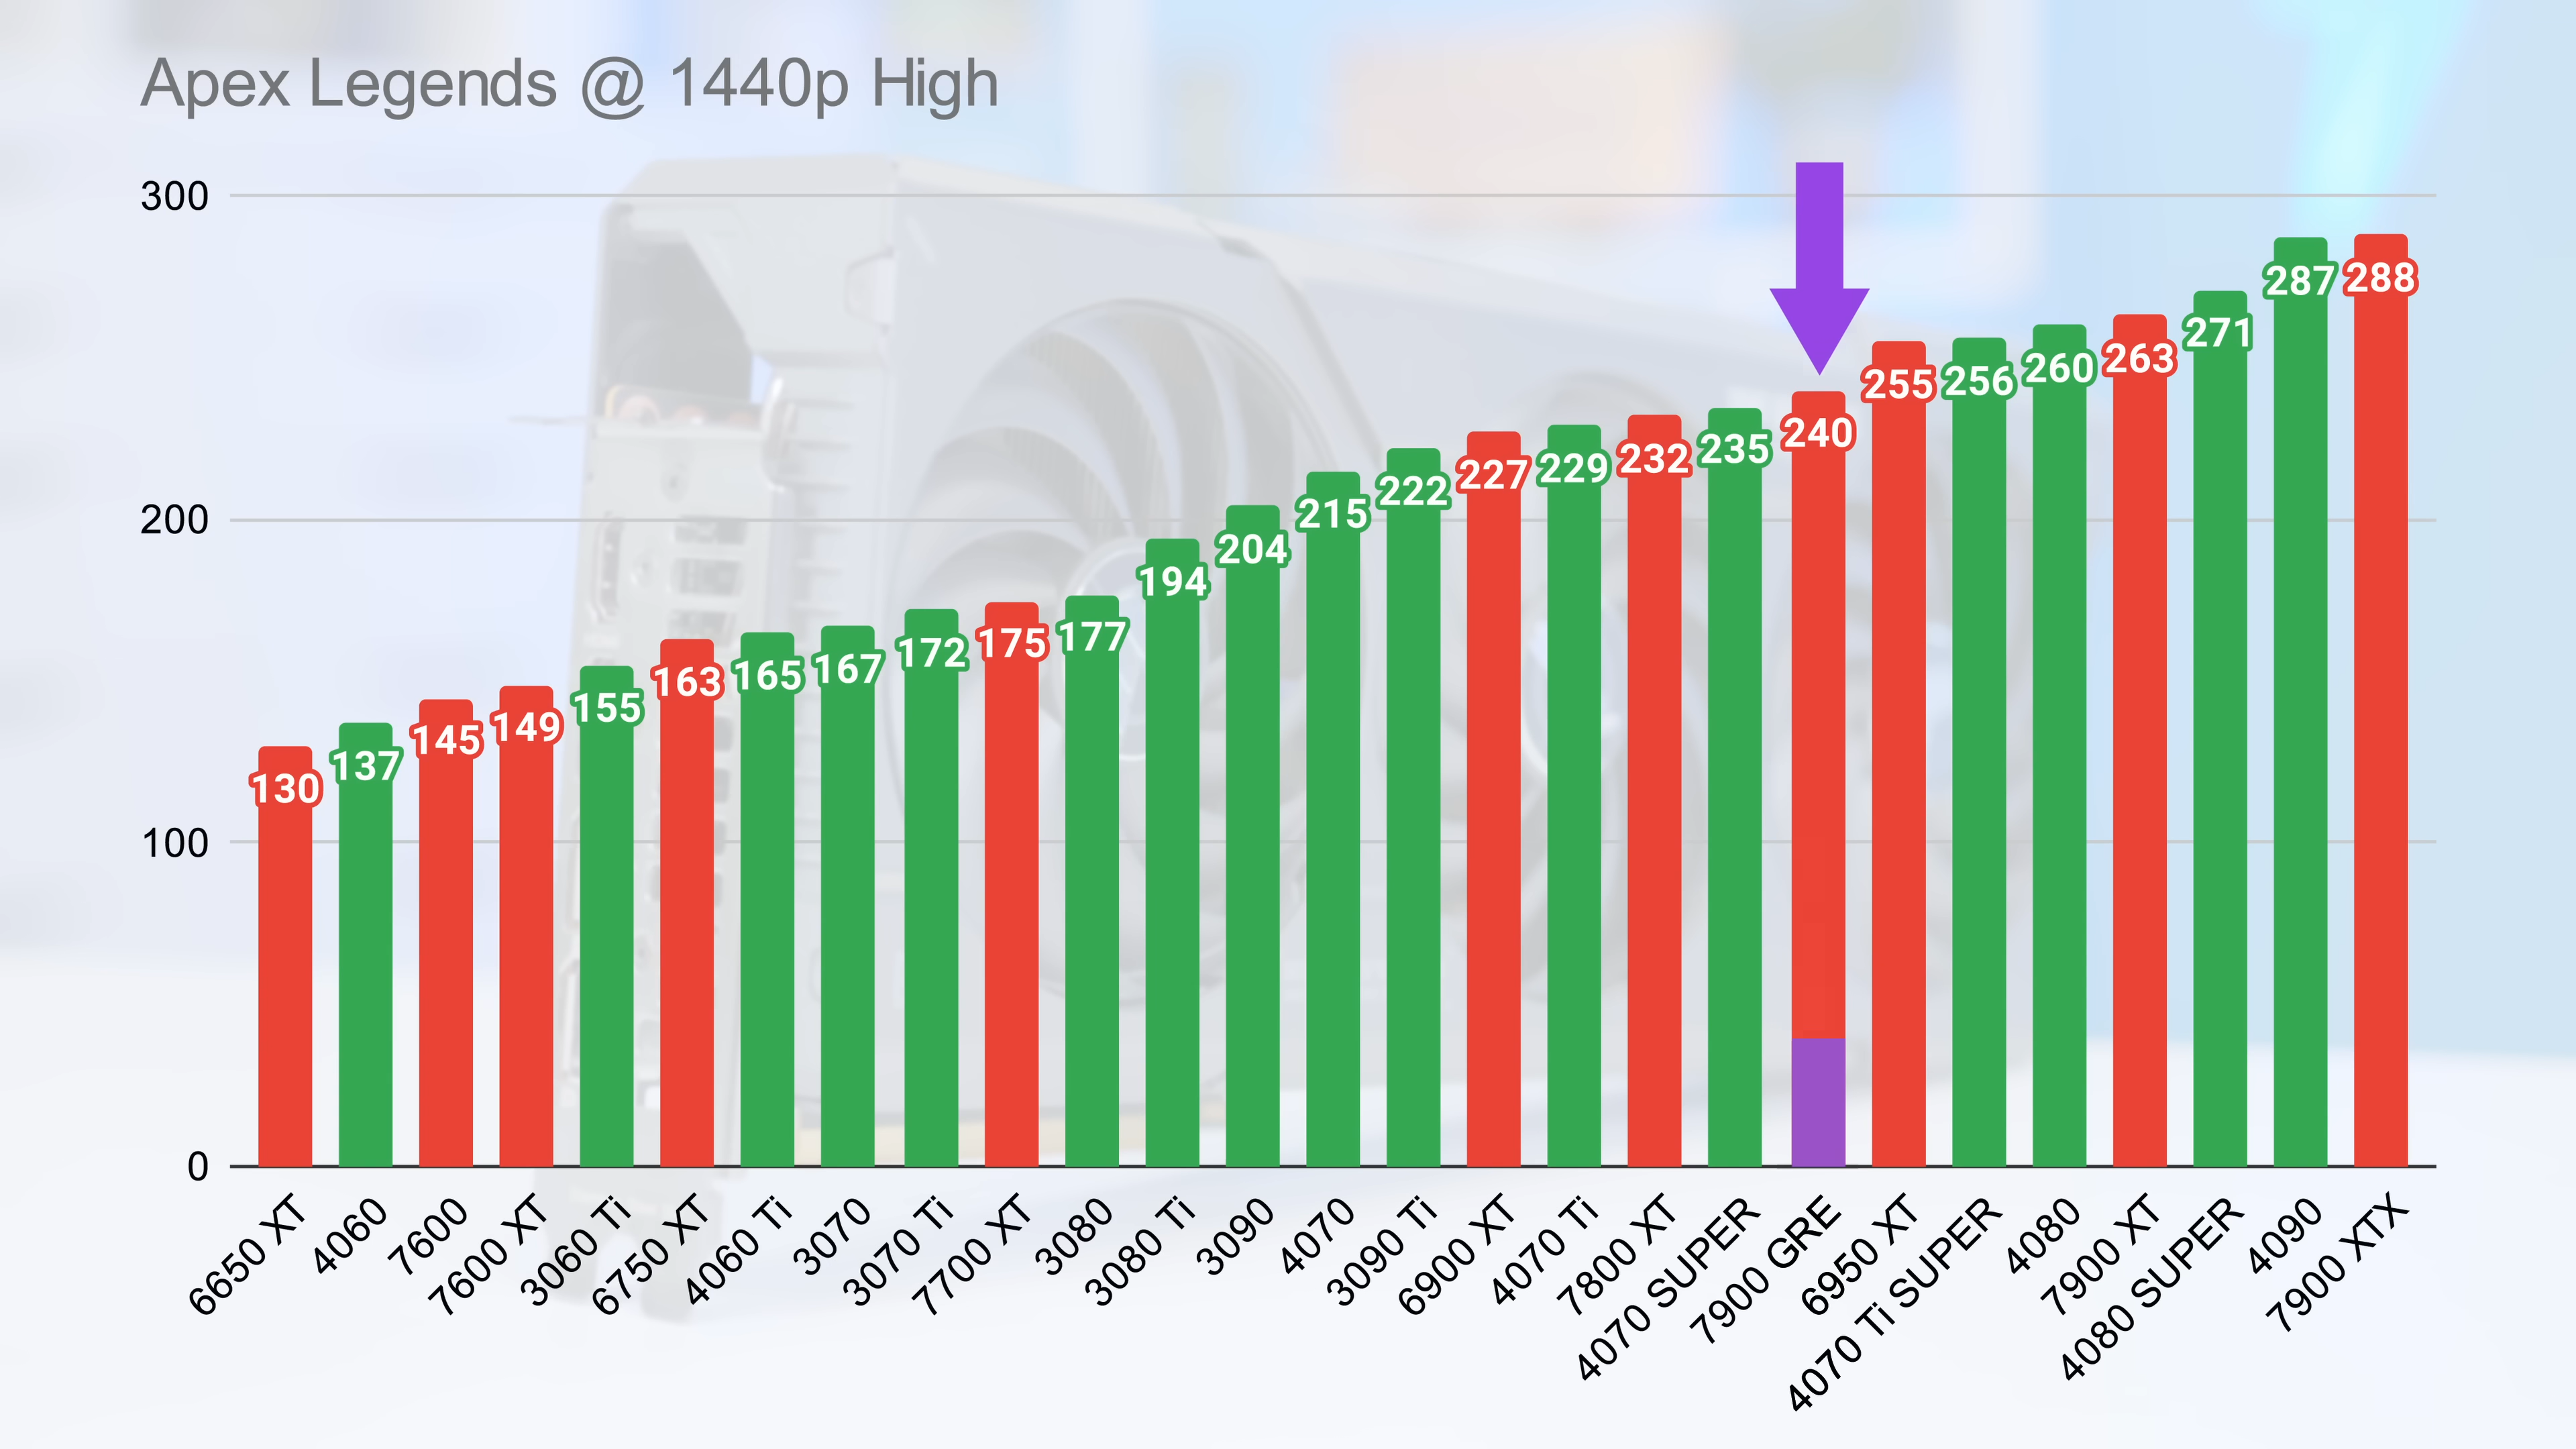 Apex Legends @ 1440p High
300
200
100
0
130
137
145
149
155
163
165
167
172
175
177
194
204
215
222
227
229
232
235
240
255
256
260
263
271
287
288
6650 XT
4060
7600
7600 XT
3060 Ti
6750 XT
4060 Ti
3070
3070 Ti
7700 XT
3080
3080 Ti
3090
4070
3090 Ti
6900 XT
4070 Ti
7800 XT
4070 SUPER
7900 GRE
6950 XT
4070 Ti SUPER
4080
7900 XT
4080 SUPER
4090
7900 XTX